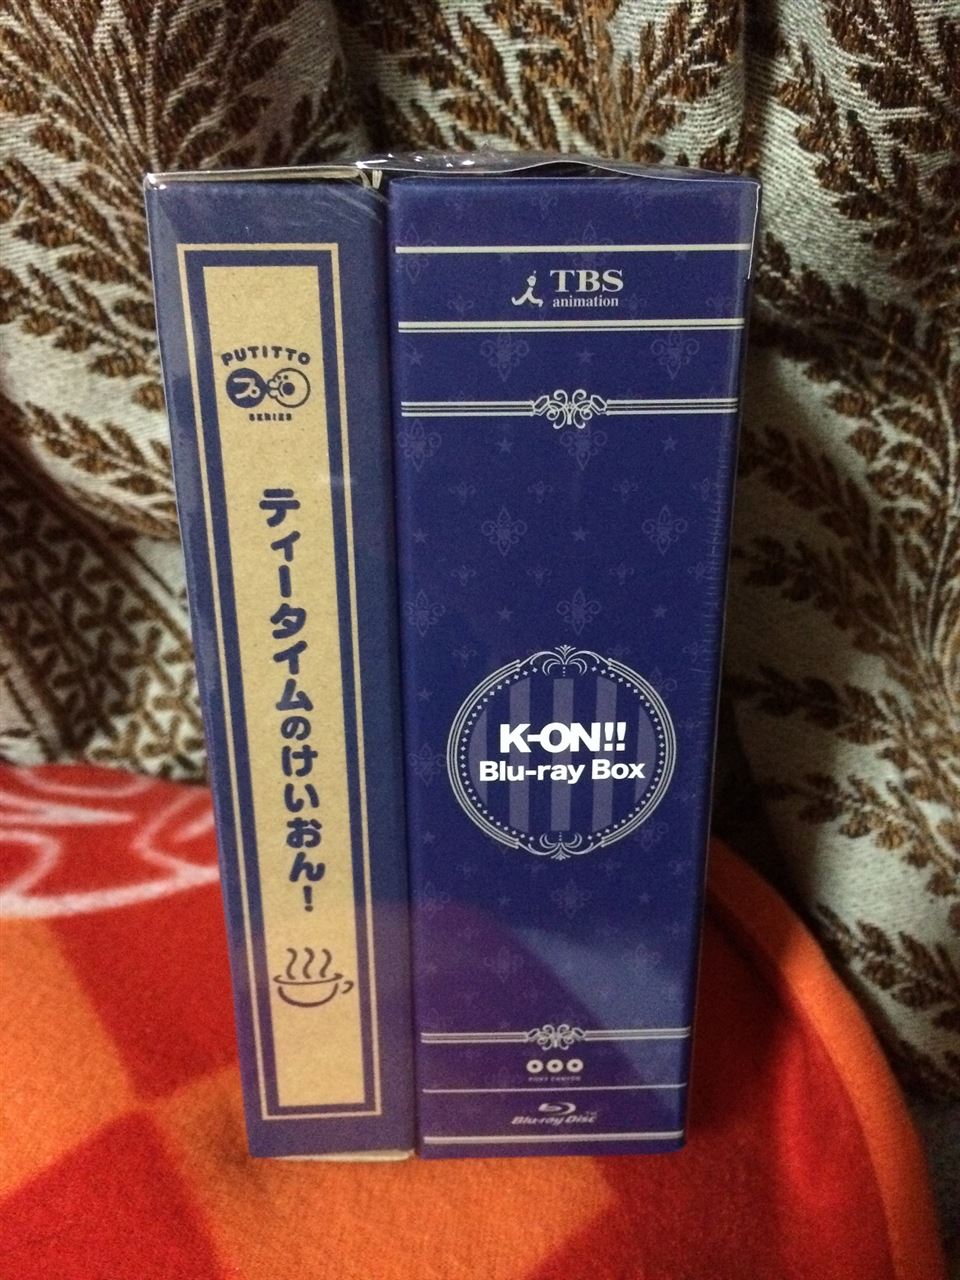 PUTITTO
プ
SERIES
ティータイムのけいおん!
TBS
animation
K-ON!!
Blu-ray Box
PONY CANYON
Blu-ray Disc
TM